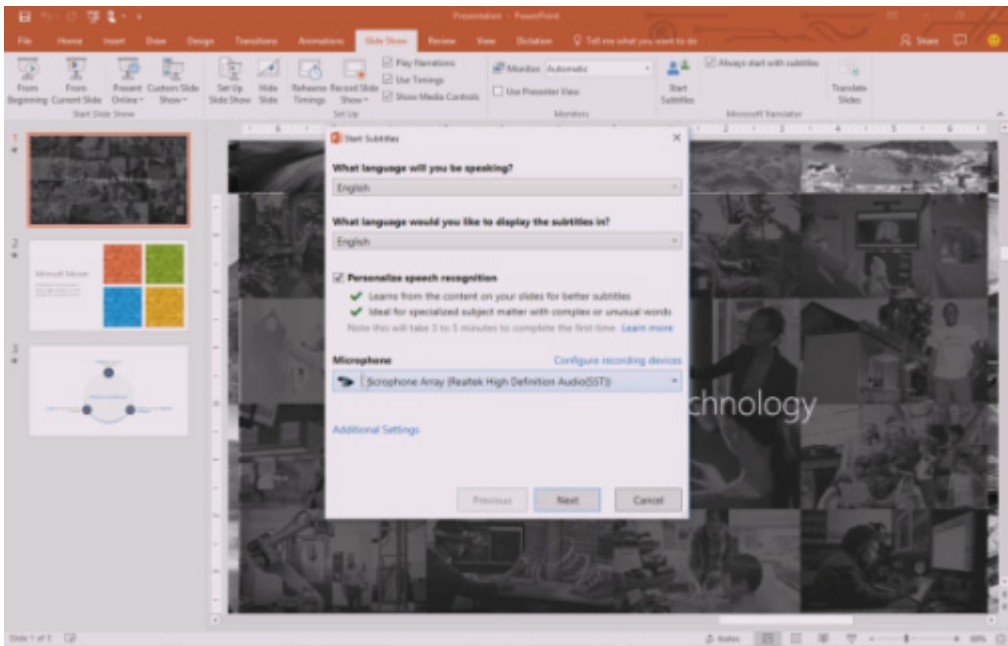 Presentation - PowerPoint
File Home Insert Draw Design Transitions Animations Slide Show Review View Dictation Tell me what you want to do Share
From Beginning
From Current Slide
Present Online
Custom Slide Show
Start Slide Show
Set Up Slide Show
Hide Slide
Rehearse Timings
Record Slide Show
Play Narrations
Use Timings
Show Media Controls
Set Up
Monitor: Automatic
Use Presenter View
Monitors
Start Subtitles
Always start with subtitles
Translate Slides
Microsoft Translator
1
2
3
Start Subtitles
What language will you be speaking?
English
What language would you like to display the subtitles in?
English
Personalize speech recognition
Learns from the content on your slides for better subtitles
Ideal for specialized subject matter with complex or unusual words
Note this will take 3 to 5 minutes to complete the first time Learn more
Microphone Configure recording devices
Microphone Array (Realtek High Definition Audio(SST))
Additional Settings
Previous Next Cancel
chnology
Slide 1 of 3
Notes